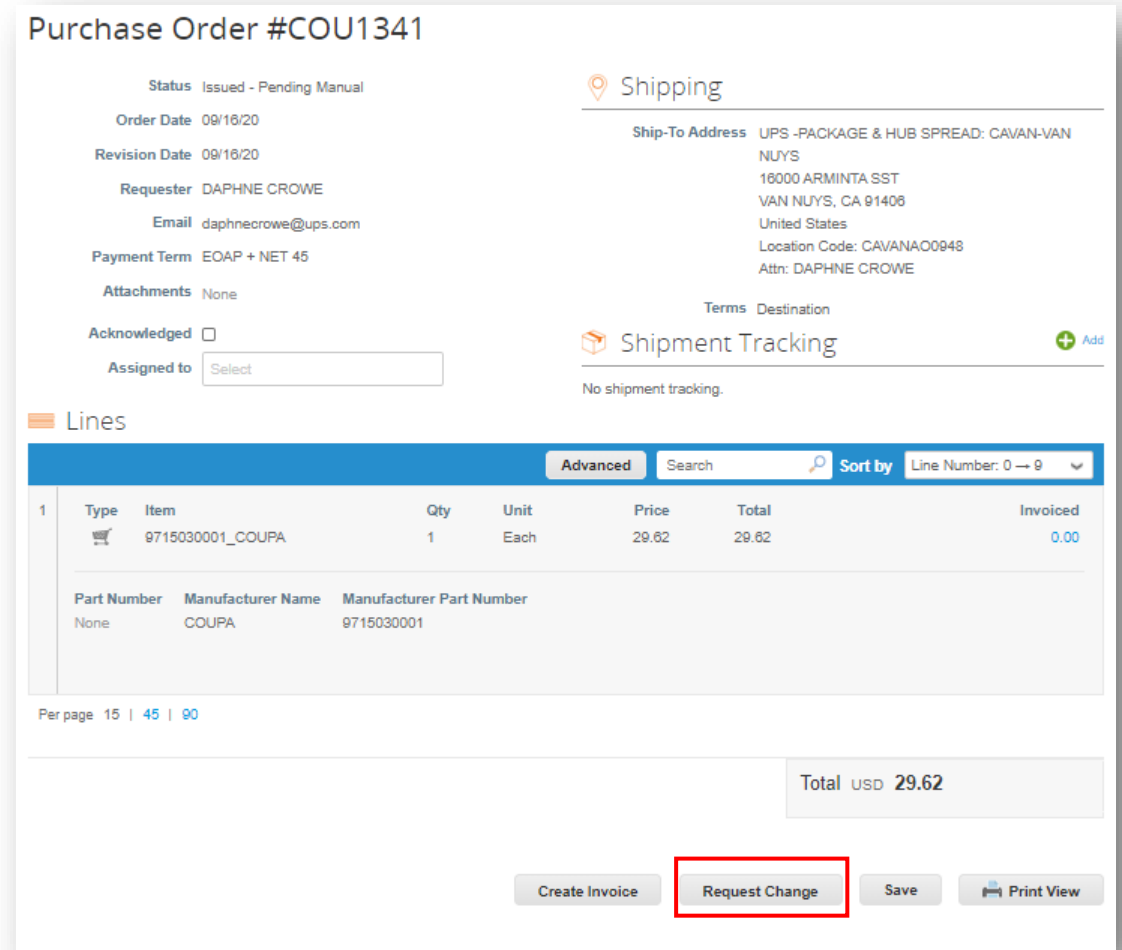 Purchase Order #COU1341
Status Issued - Pending Manual
Order Date 09/16/20
Revision Date 09/16/20
Requester DAPHNE CROWE
Email daphnecrowe@ups.com
Payment Term EOAP + NET 45
Attachments None
Acknowledged
Assigned to Select
Shipping
Ship-To Address UPS -PACKAGE & HUB SPREAD: CAVAN-VAN
NUYS
16000 ARMINTA SST
VAN NUYS, CA 91406
United States
Location Code: CAVANAO0948
Attn: DAPHNE CROWE
Terms Destination
Shipment Tracking Add
No shipment tracking.
Lines
Advanced Search Sort by Line Number: 0 → 9
1 Type Item Qty Unit Price Total Invoiced
9715030001_COUPA 1 Each 29.62 29.62 0.00
Part Number Manufacturer Name Manufacturer Part Number
None COUPA 9715030001
Per page 15 | 45 | 90
Total USD 29.62
Create Invoice Request Change Save Print View